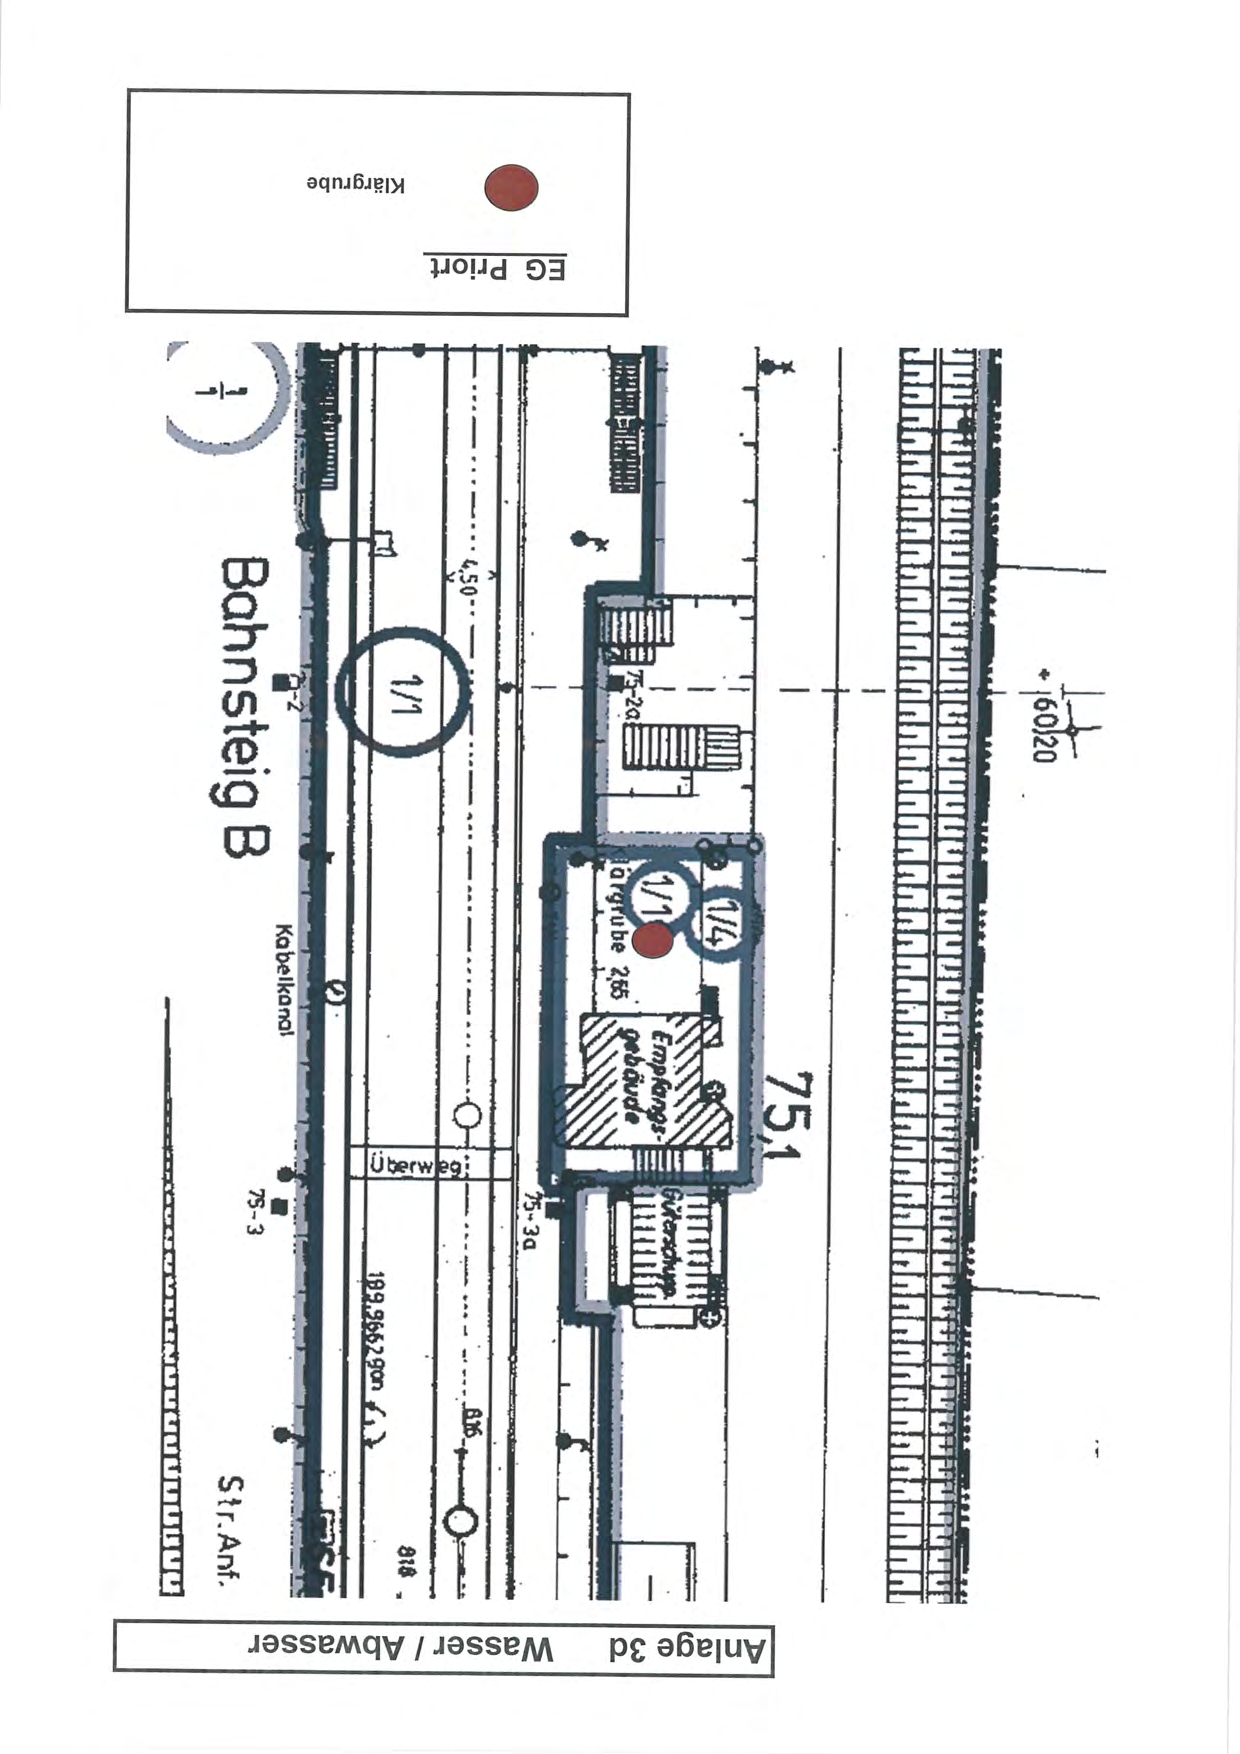 Anlage 3d Wasser / Abwasser
+ 60,20
75,1
1/4
1/1
Empfangs-
gebäude
Güterschupp.
75-2a
lärgrube 2,65
75-3a
4,50
816
1/1
Überweg
818
189.96629on
75-2
Kabelkanal
75-3
Bahnsteig B
Str.Anf.
1
1
EG Priort
Klärgrube